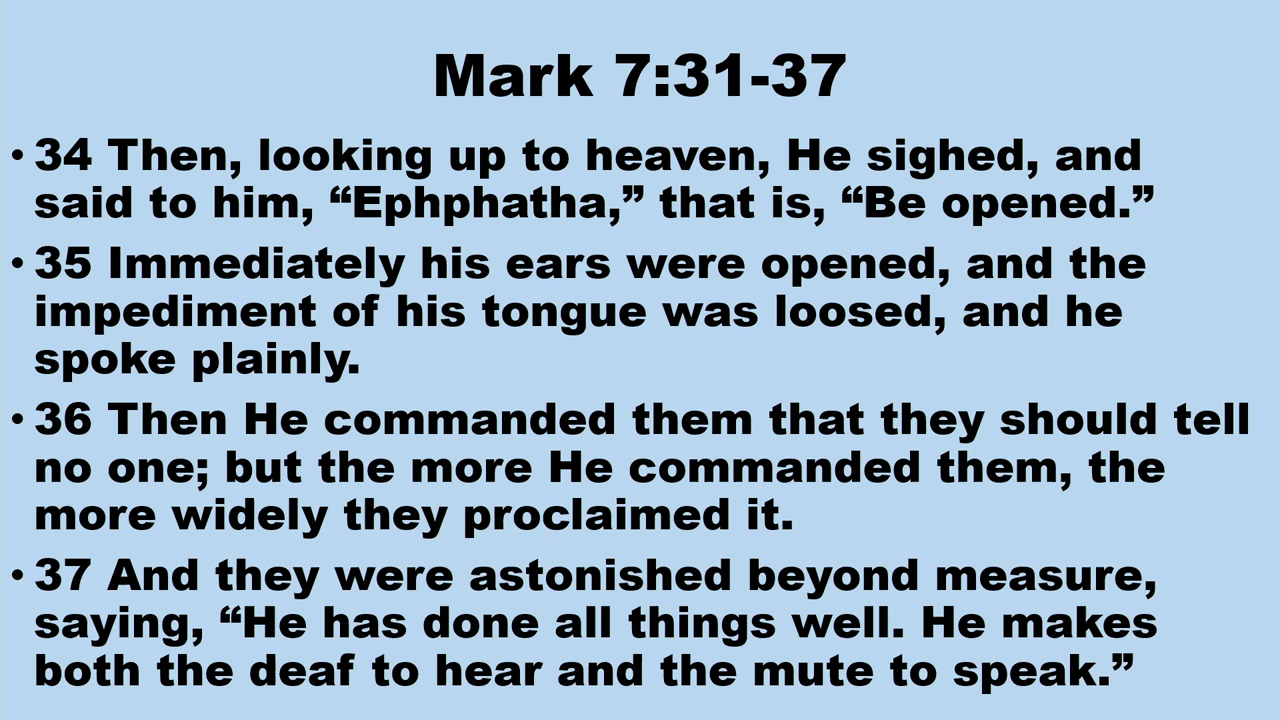 Mark 7:31-37
• 34 Then, looking up to heaven, He sighed, and
said to him, “Ephphatha,” that is, “Be opened.”
• 35 Immediately his ears were opened, and the
impediment of his tongue was loosed, and he
spoke plainly.
• 36 Then He commanded them that they should tell
no one; but the more He commanded them, the
more widely they proclaimed it.
• 37 And they were astonished beyond measure,
saying, “He has done all things well. He makes
both the deaf to hear and the mute to speak.”